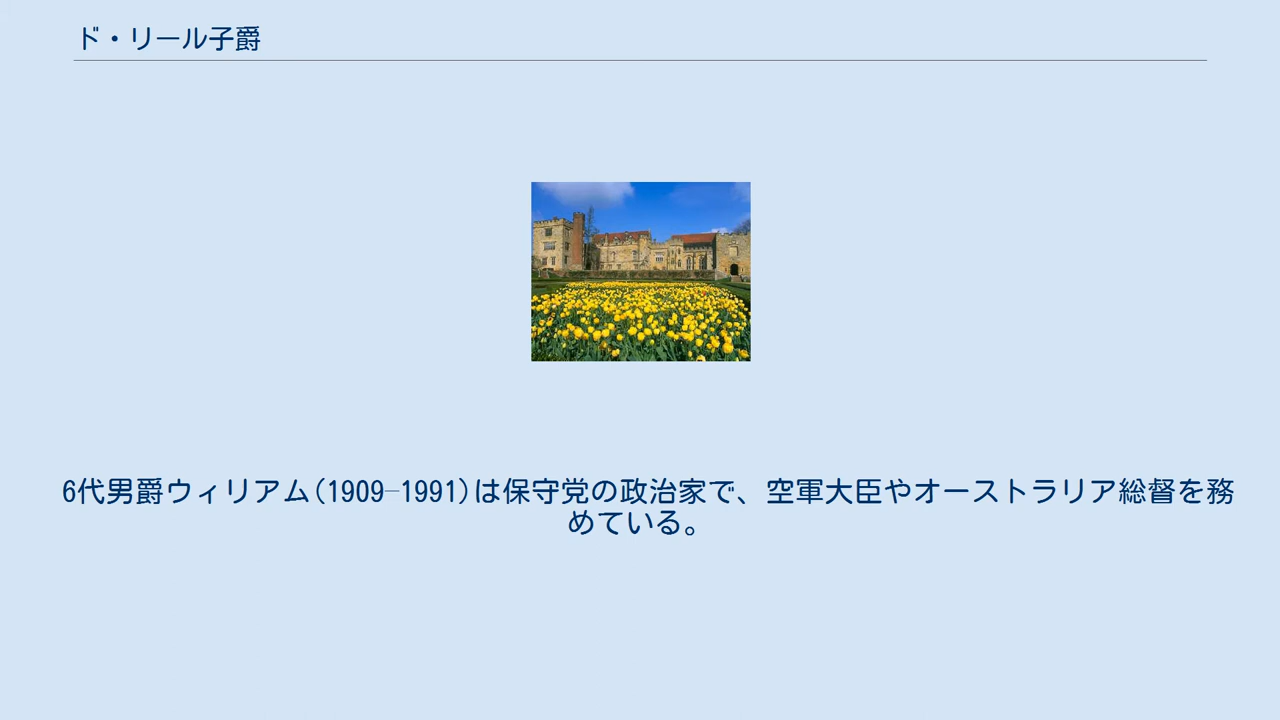 ド・リール子爵
6代男爵ウィリアム(1909–1991)は保守党の政治家で、空軍大臣やオーストラリア総督を務
めている。